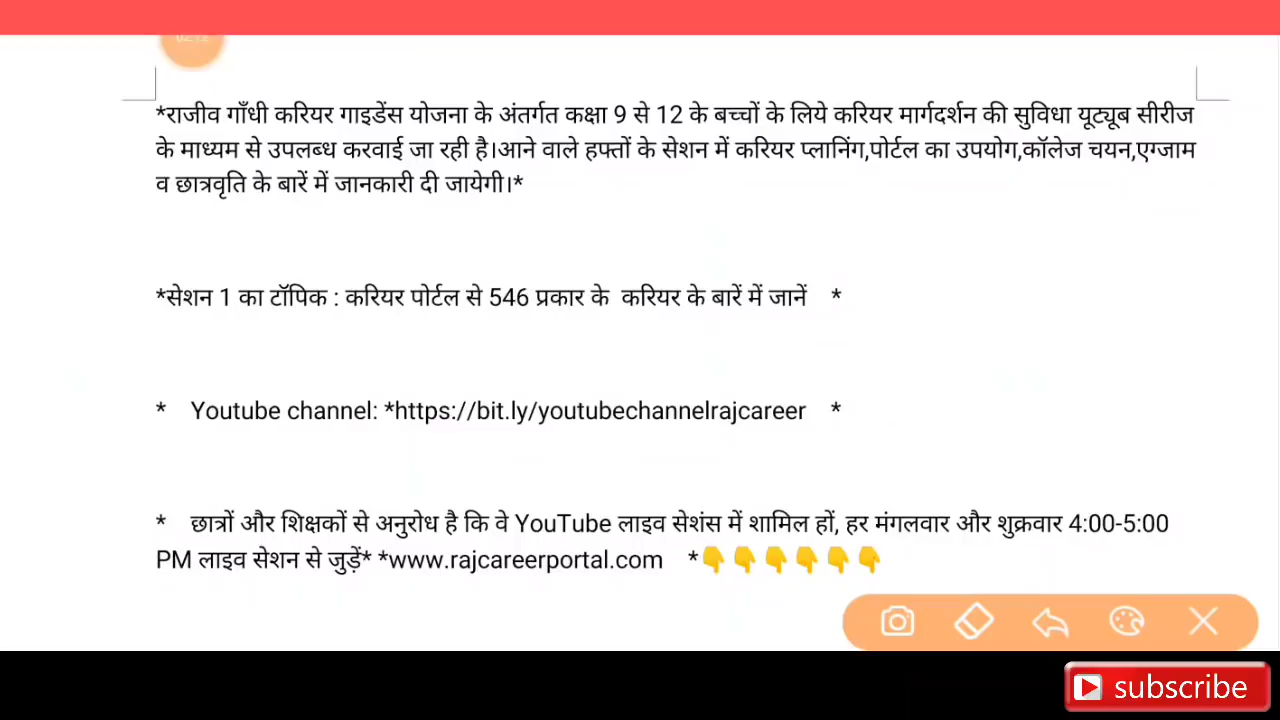 *राजीव गाँधी करियर गाइडेंस योजना के अंतर्गत कक्षा 9 से 12 के बच्चों के लिये करियर मार्गदर्शन की सुविधा यूट्यूब सीरीज
के माध्यम से उपलब्ध करवाई जा रही है।आने वाले हफ्तों के सेशन में करियर प्लानिंग,पोर्टल का उपयोग,कॉलेज चयन,एग्जाम
व छात्रवृति के बारें में जानकारी दी जायेगी।*
*सेशन 1 का टॉपिक : करियर पोर्टल से 546 प्रकार के करियर के बारें में जानें *
* Youtube channel: *https://bit.ly/youtubechannelrajcareer *
* छात्रों और शिक्षकों से अनुरोध है कि वे YouTube लाइव सेशंस में शामिल हों, हर मंगलवार और शुक्रवार 4:00-5:00
PM लाइव सेशन से जुड़ें* *www.rajcareerportal.com *👇👇👇👇👇👇
subscribe